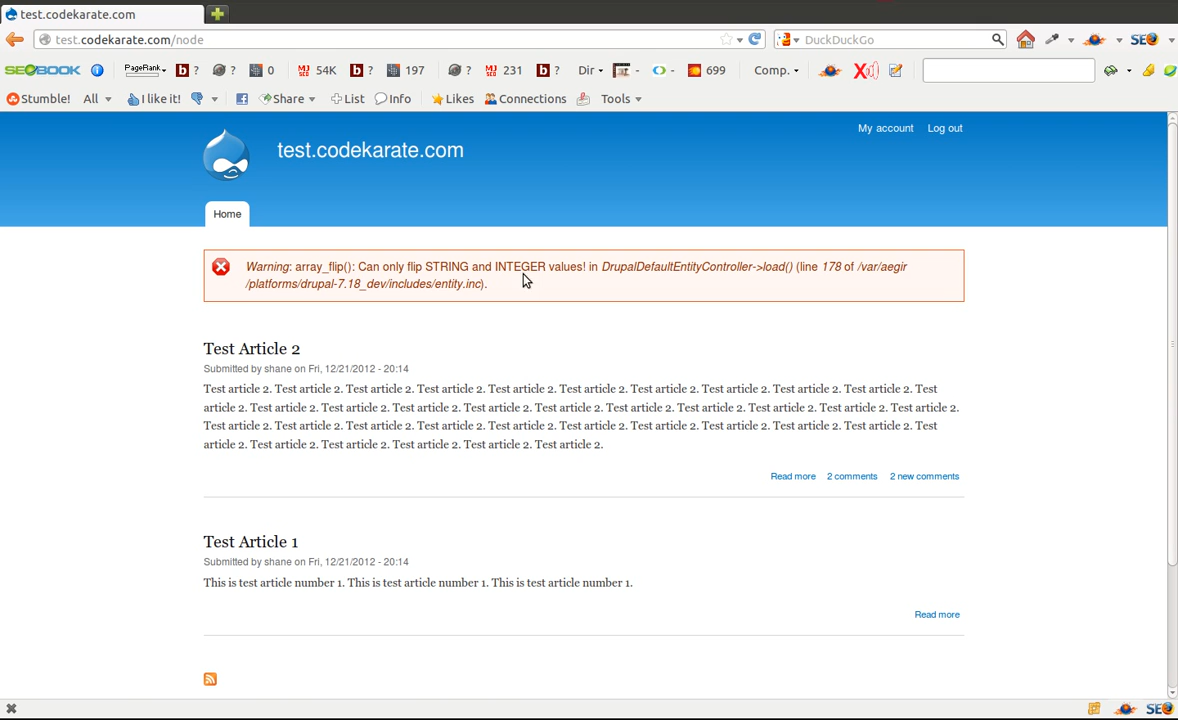 test.codekarate.com
test.codekarate.com/node
DuckDuckGo
SEO
SEOBOOK PageRank b ? ? 0 MJ SEO 54K b ? 197 ? MJ SEO 231 b ? Dir - - 699 Comp. X
Stumble! All I like it! Share List Info Likes Connections Tools
My account Log out
test.codekarate.com
Home
Warning: array_flip(): Can only flip STRING and INTEGER values! in DrupalDefaultEntityController->load() (line 178 of /var/aegir
/platforms/drupal-7.18_dev/includes/entity.inc).
Test Article 2
Submitted by shane on Fri, 12/21/2012 - 20:14
Test article 2. Test article 2. Test article 2. Test article 2. Test article 2. Test article 2. Test article 2. Test article 2. Test article 2. Test article 2. Test
article 2. Test article 2. Test article 2. Test article 2. Test article 2. Test article 2. Test article 2. Test article 2. Test article 2. Test article 2. Test article 2.
Test article 2. Test article 2. Test article 2. Test article 2. Test article 2. Test article 2. Test article 2. Test article 2. Test article 2. Test article 2. Test
article 2. Test article 2. Test article 2. Test article 2. Test article 2. Test article 2.
Read more 2 comments 2 new comments
Test Article 1
Submitted by shane on Fri, 12/21/2012 - 20:14
This is test article number 1. This is test article number 1. This is test article number 1.
Read more
SEO